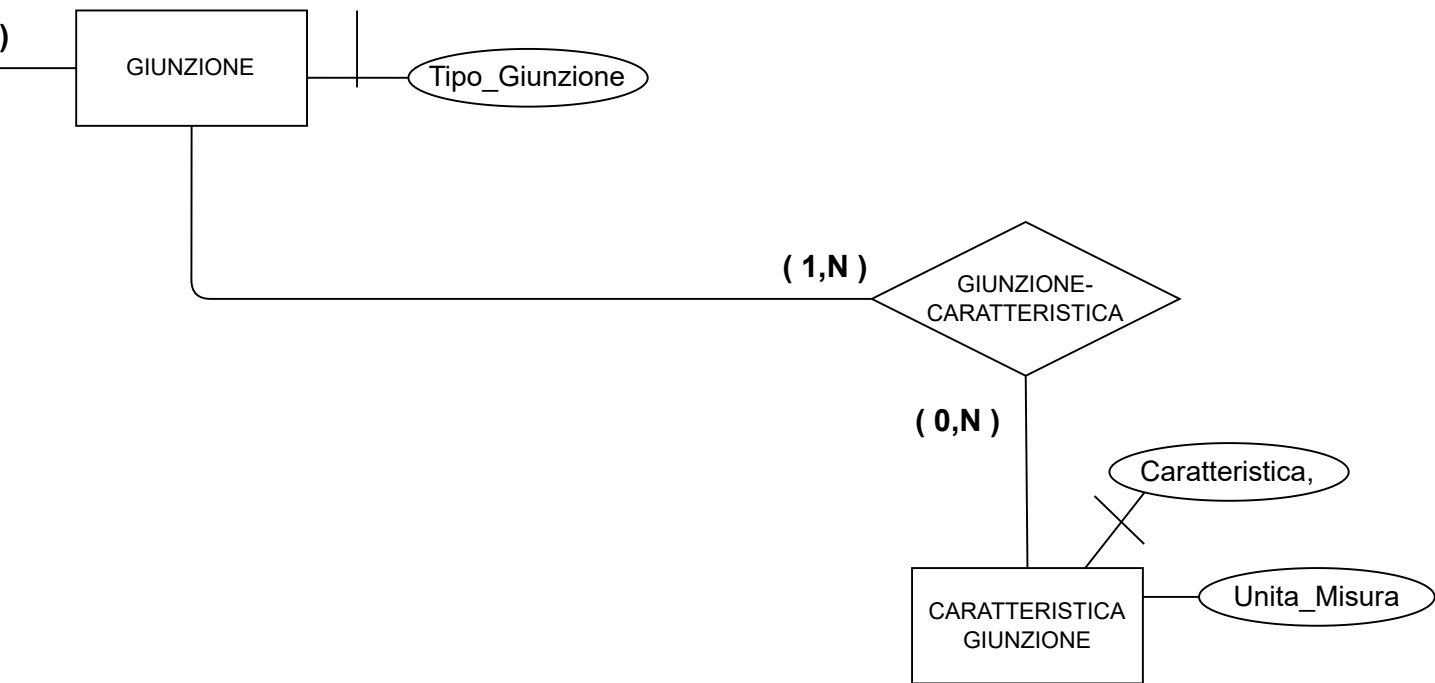 )
GIUNZIONE
Tipo_Giunzione
( 1,N )
GIUNZIONE-
CARATTERISTICA
( 0,N )
Caratteristica,
Unita_Misura
CARATTERISTICA
GIUNZIONE